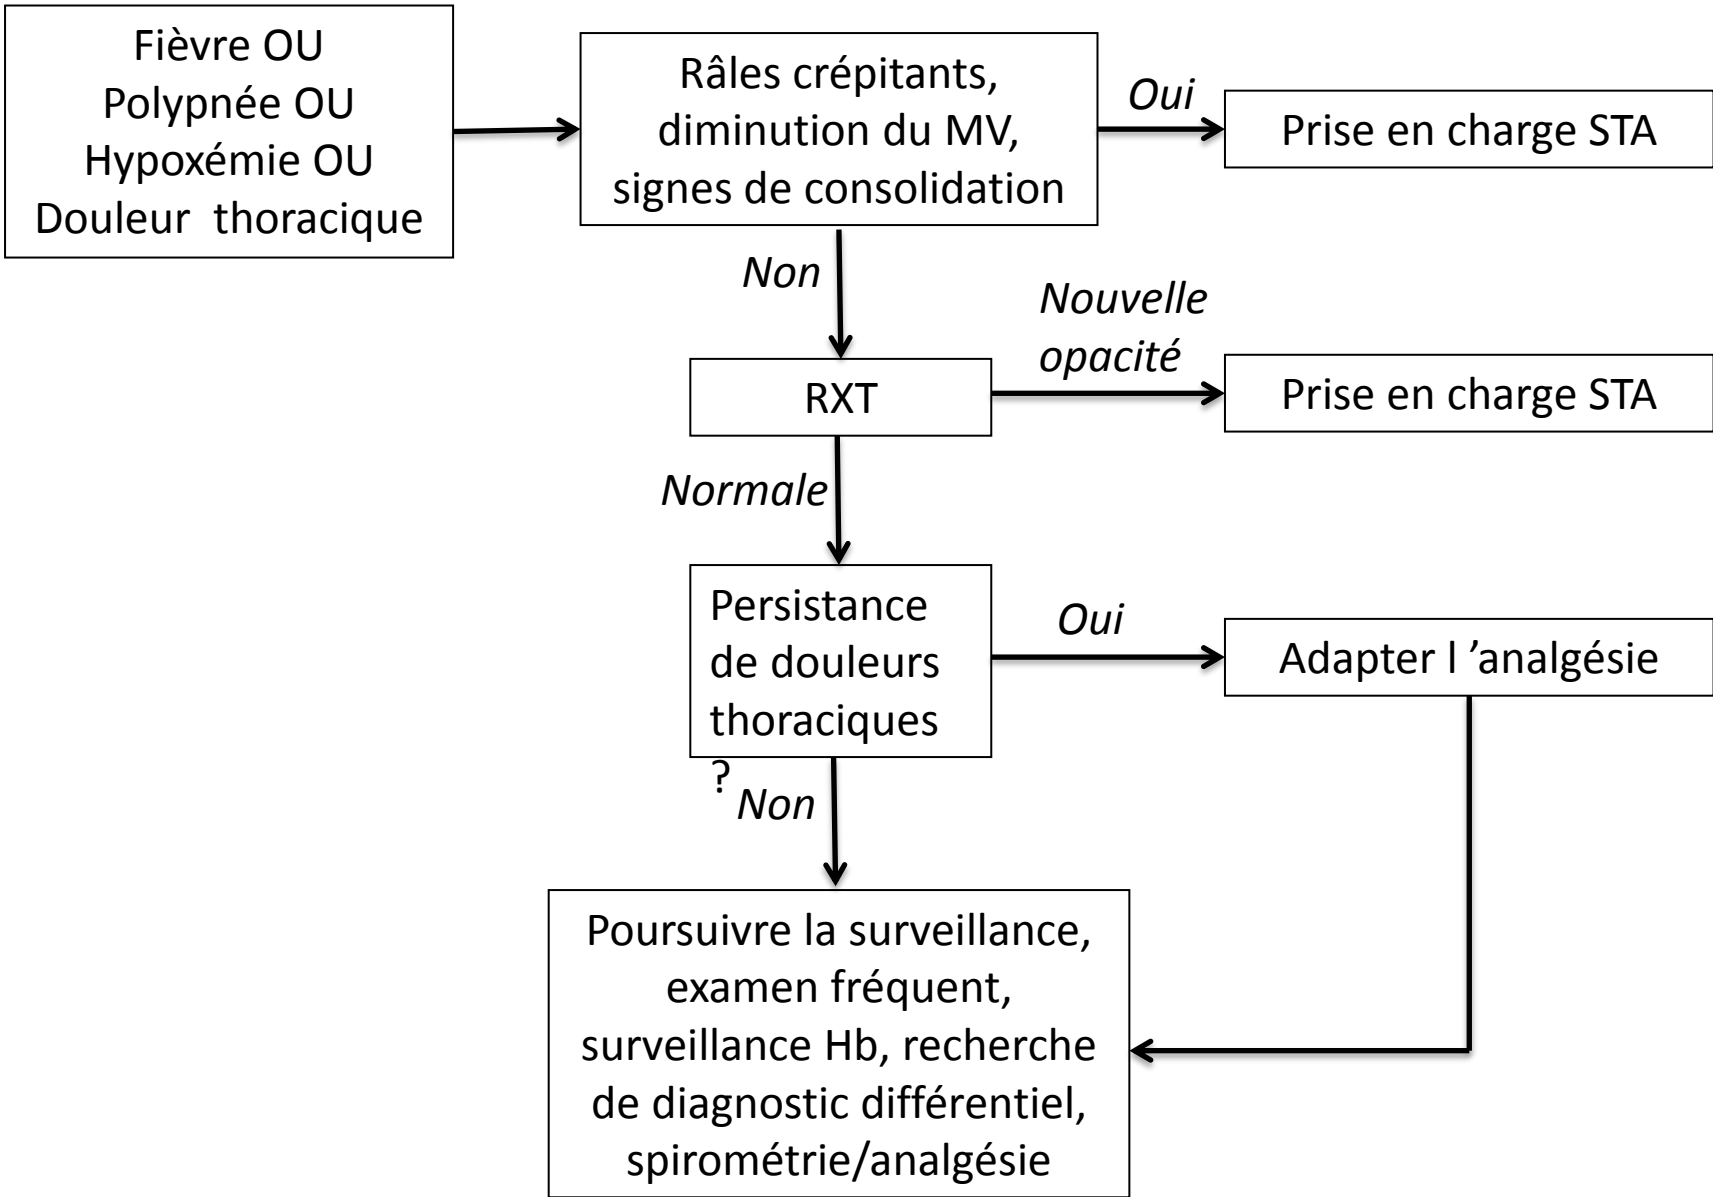 Fièvre OU
Polypnée OU
Hypoxémie OU
Douleur thoracique
Râles crépitants,
diminution du MV,
signes de consolidation
Oui
Prise en charge STA
Non
Nouvelle
opacité
RXT
Prise en charge STA
Normale
Persistance
de douleurs
thoraciques
?
Oui
Adapter l ’analgésie
Non
Poursuivre la surveillance,
examen fréquent,
surveillance Hb, recherche
de diagnostic différentiel,
spirométrie/analgésie